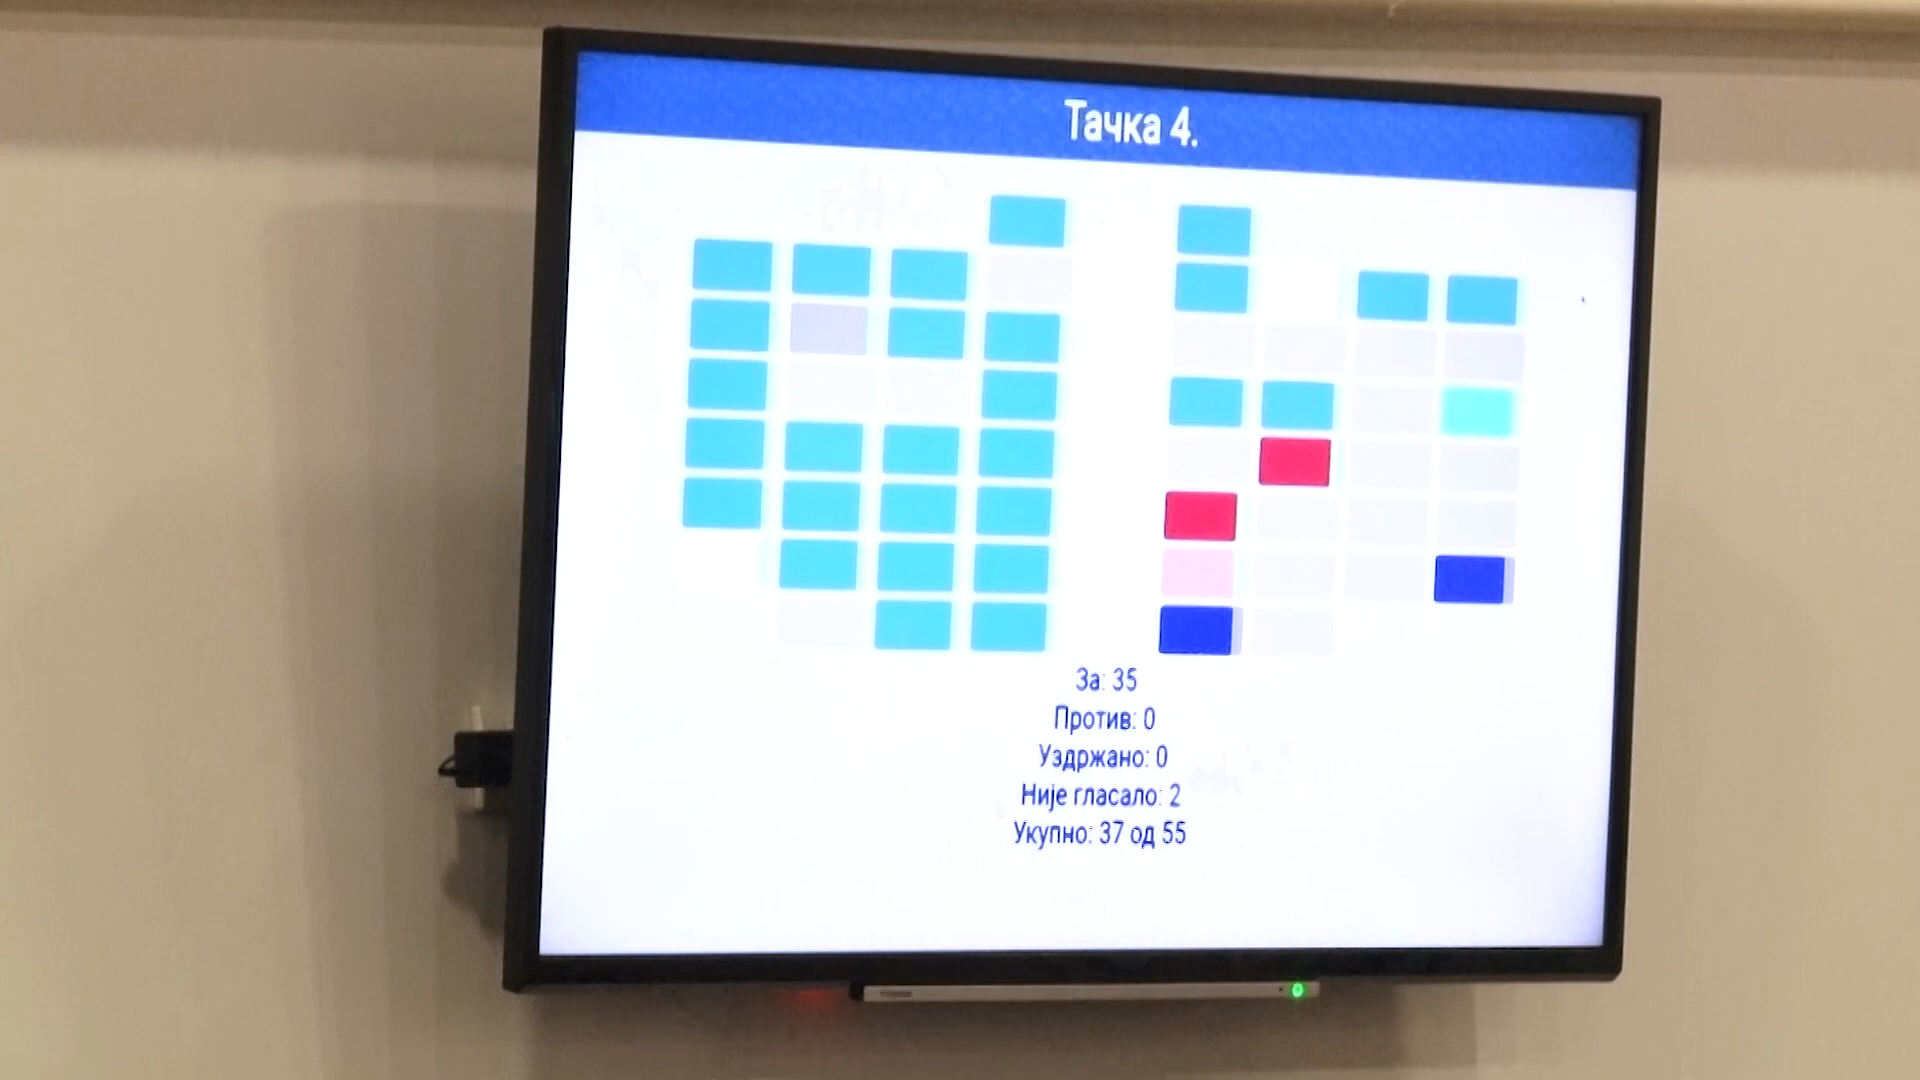 Тачка 4.
За: 35
Против: 0
Уздржано: 0
Није гласало: 2
Укупно: 37 од 55